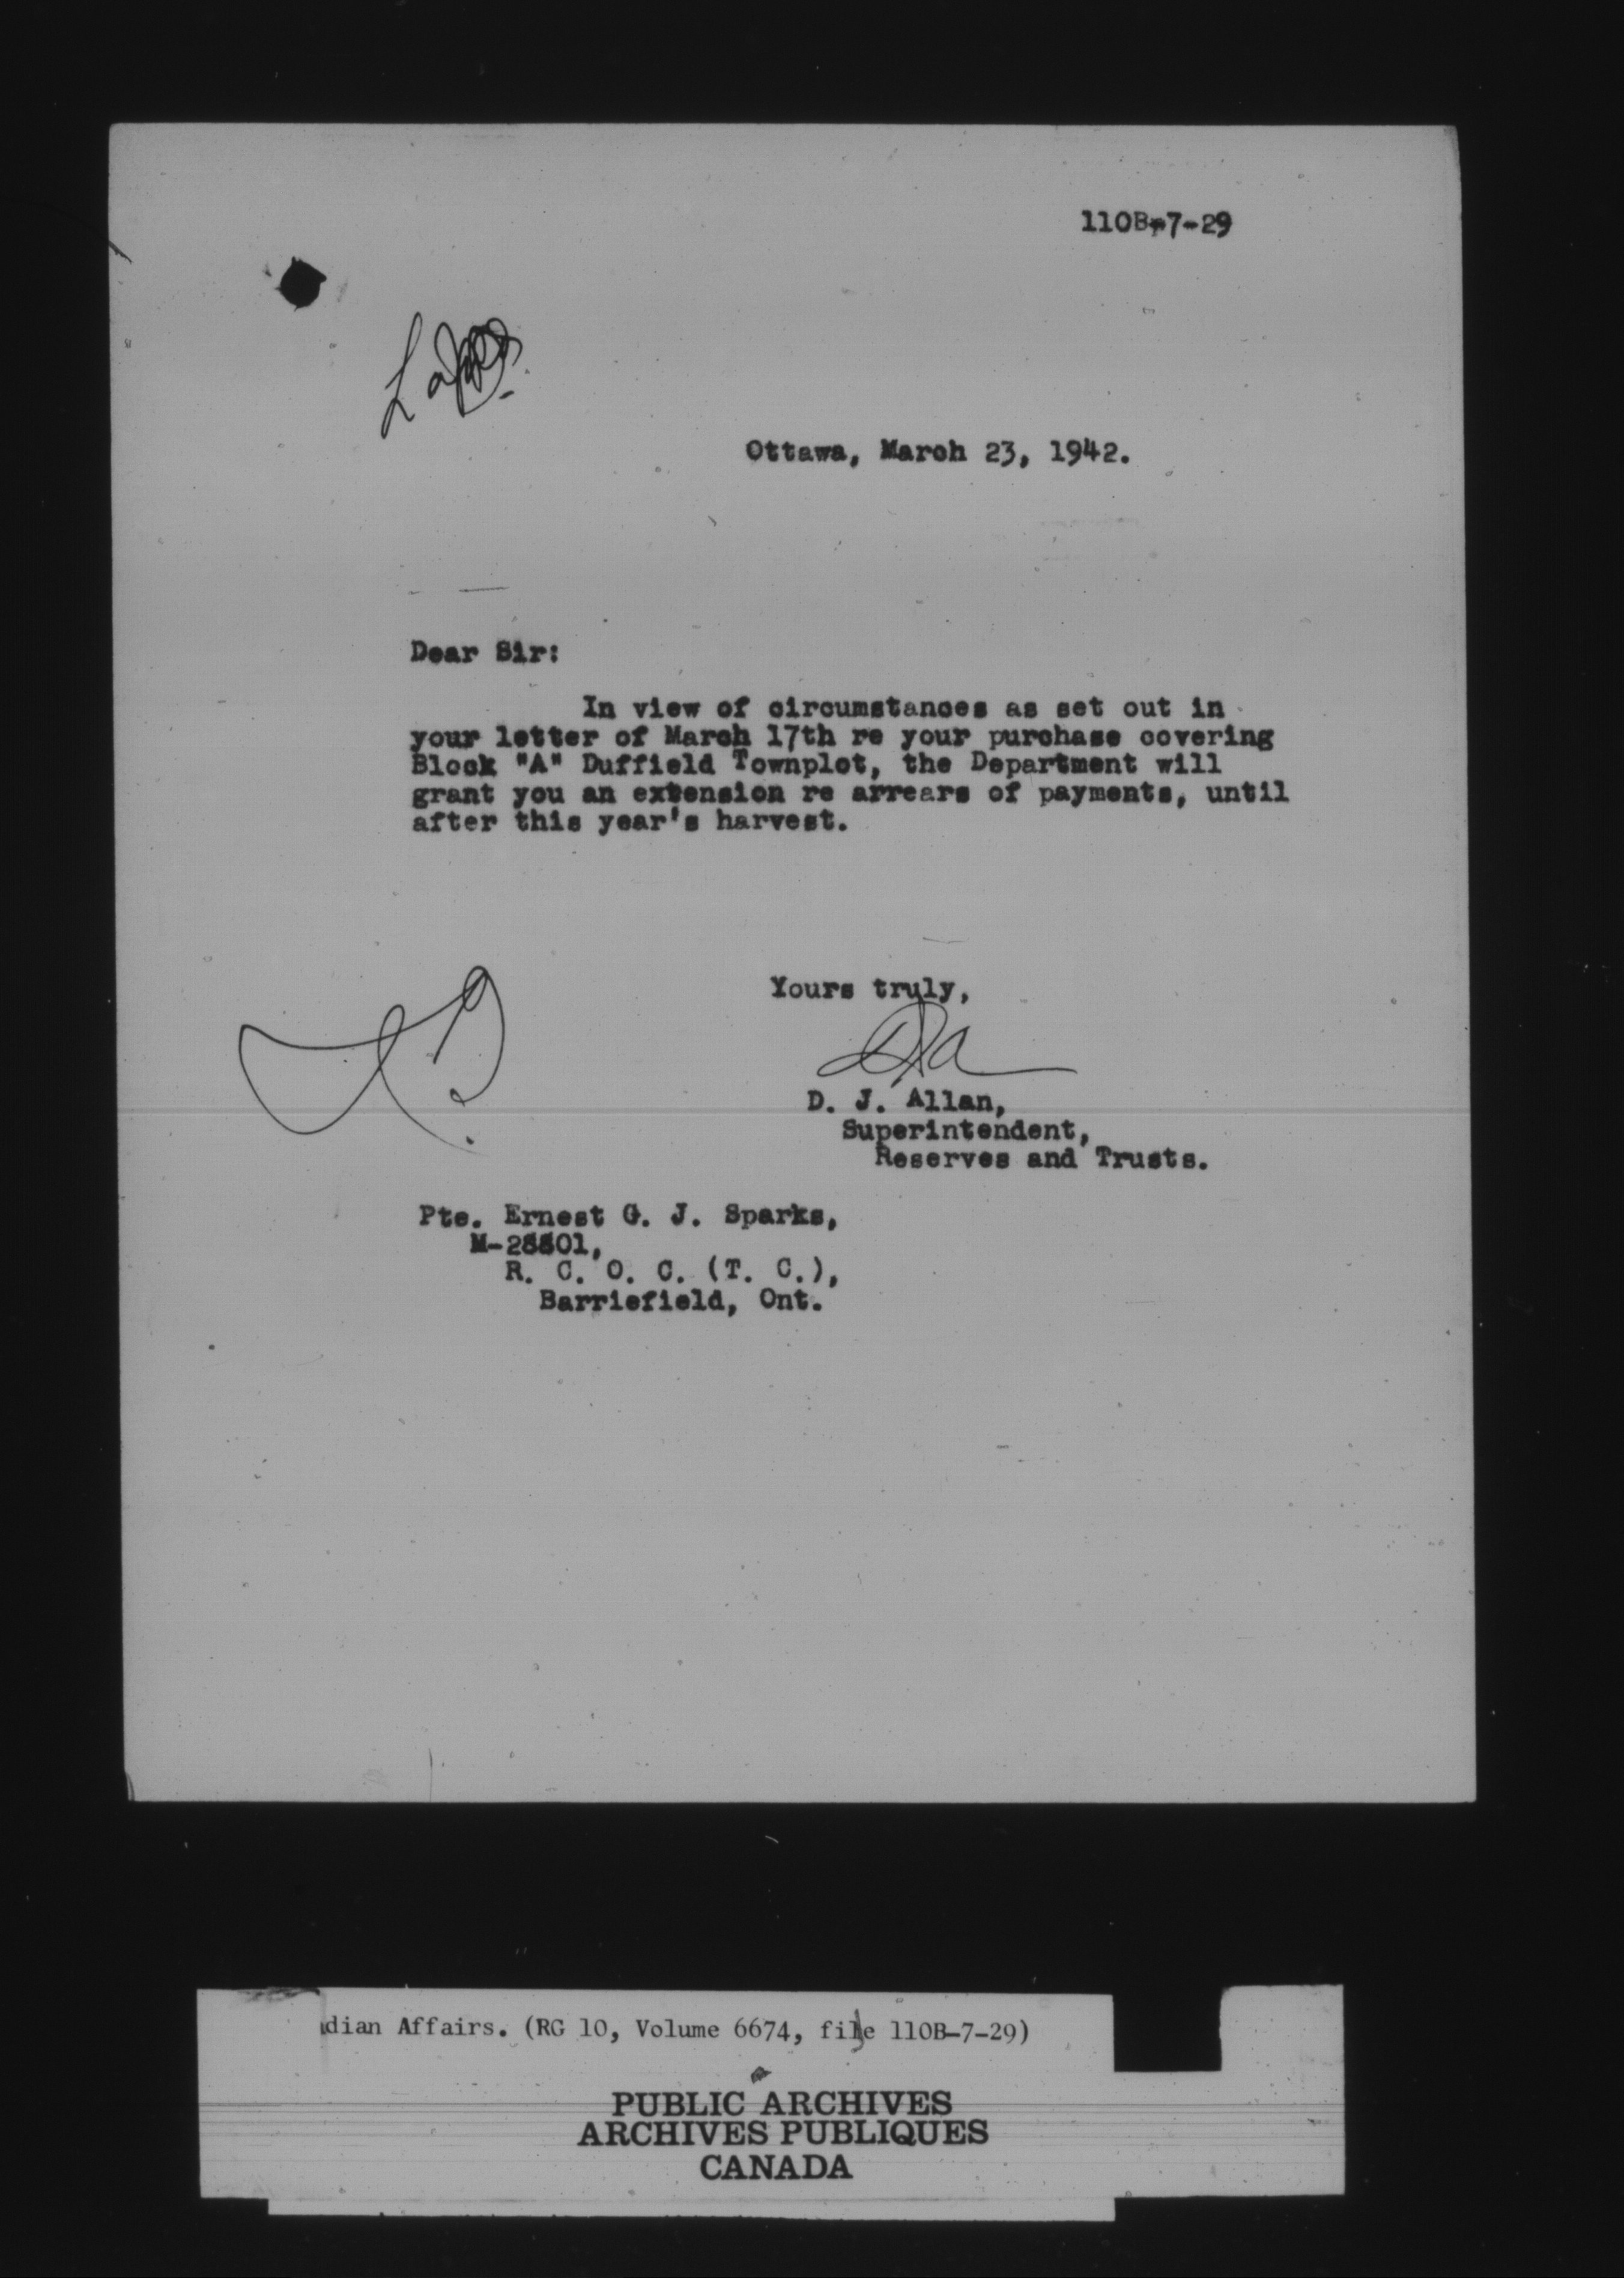 110B-7-29
Ottawa, March 23, 1942.
Dear Sir:
In view of circumstances as set out in
your letter of March 17th re your purchase covering
Block "A" Duffield Townplot, the Department will
grant you an extension re arrears of payments, until
after this year's harvest.
Yours truly,
D. J. Allan,
Superintendent,
Reserves and Trusts.
Pte. Ernest G. J. Sparks,
R. C. O. C. (T. C.),
Barriefield, Ont.
dian Affairs. (RG 10, Volume 6674, file 110B-7-29)
PUBLIC ARCHIVES
ARCHIVES PUBLIQUES
CANADA